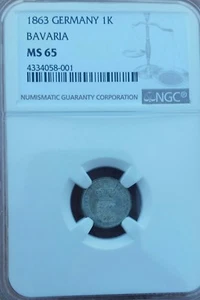 1863 GERMANY 1K
BAVARIA
MS 65
4334058-001
NUMISMATIC GUARANTY CORPORATION
NGC®